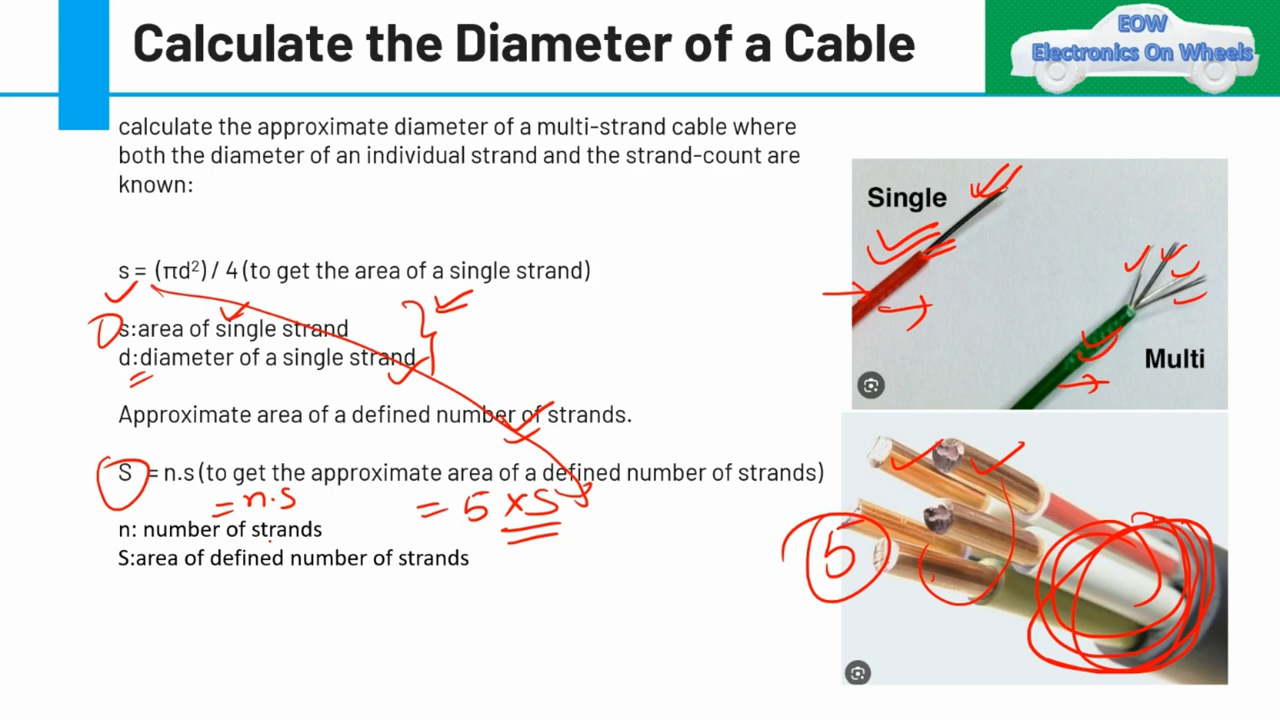 Calculate the Diameter of a Cable
EOW
Electronics On Wheels
calculate the approximate diameter of a multi-strand cable where
both the diameter of an individual strand and the strand-count are
known:
s = (πd²) / 4 (to get the area of a single strand)
s:area of single strand
d:diameter of a single strand
Approximate area of a defined number of strands.
S = n.s (to get the approximate area of a defined number of strands)
= n.s
= 5 x s
n: number of strands
S:area of defined number of strands
Single
Multi
5